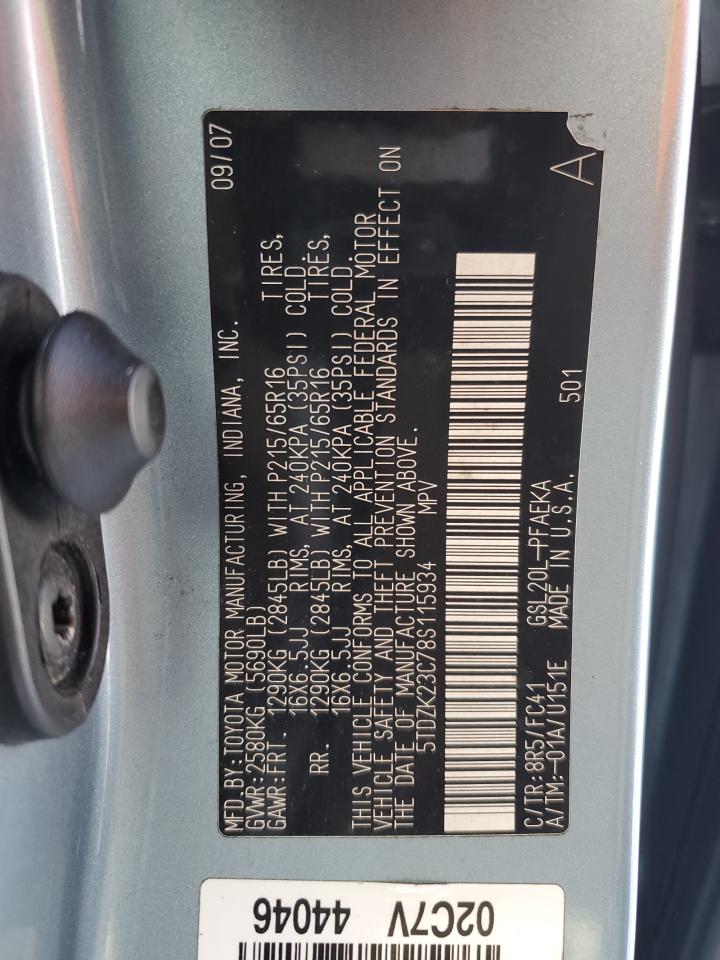 MFD.BY:TOYOTA MOTOR MANUFACTURING, INDIANA, INC. 09/07
GVWR:2580KG (5690LB)
GAWR:FRT. 1290KG (2845LB) WITH P215/65R16 TIRES,
16X6.5JJ RIMS, AT 240KPA (35PSI) COLD
RR. 1290KG (2845LB) WITH P215/65R16 TIRES,
16X6.5JJ RIMS, AT 240KPA (35PSI) COLD.
THIS VEHICLE CONFORMS TO ALL APPLICABLE FEDERAL MOTOR
VEHICLE SAFETY AND THEFT PREVENTION STANDARDS IN EFFECT ON
THE DATE OF MANUFACTURE SHOWN ABOVE.
5TDZK23C78S115934 MPV
C/TR:8R5/FC41 GSL20L-PFAEKA
A/TM:-01A/U151E MADE IN U.S.A. 501 A
02C7V 44046